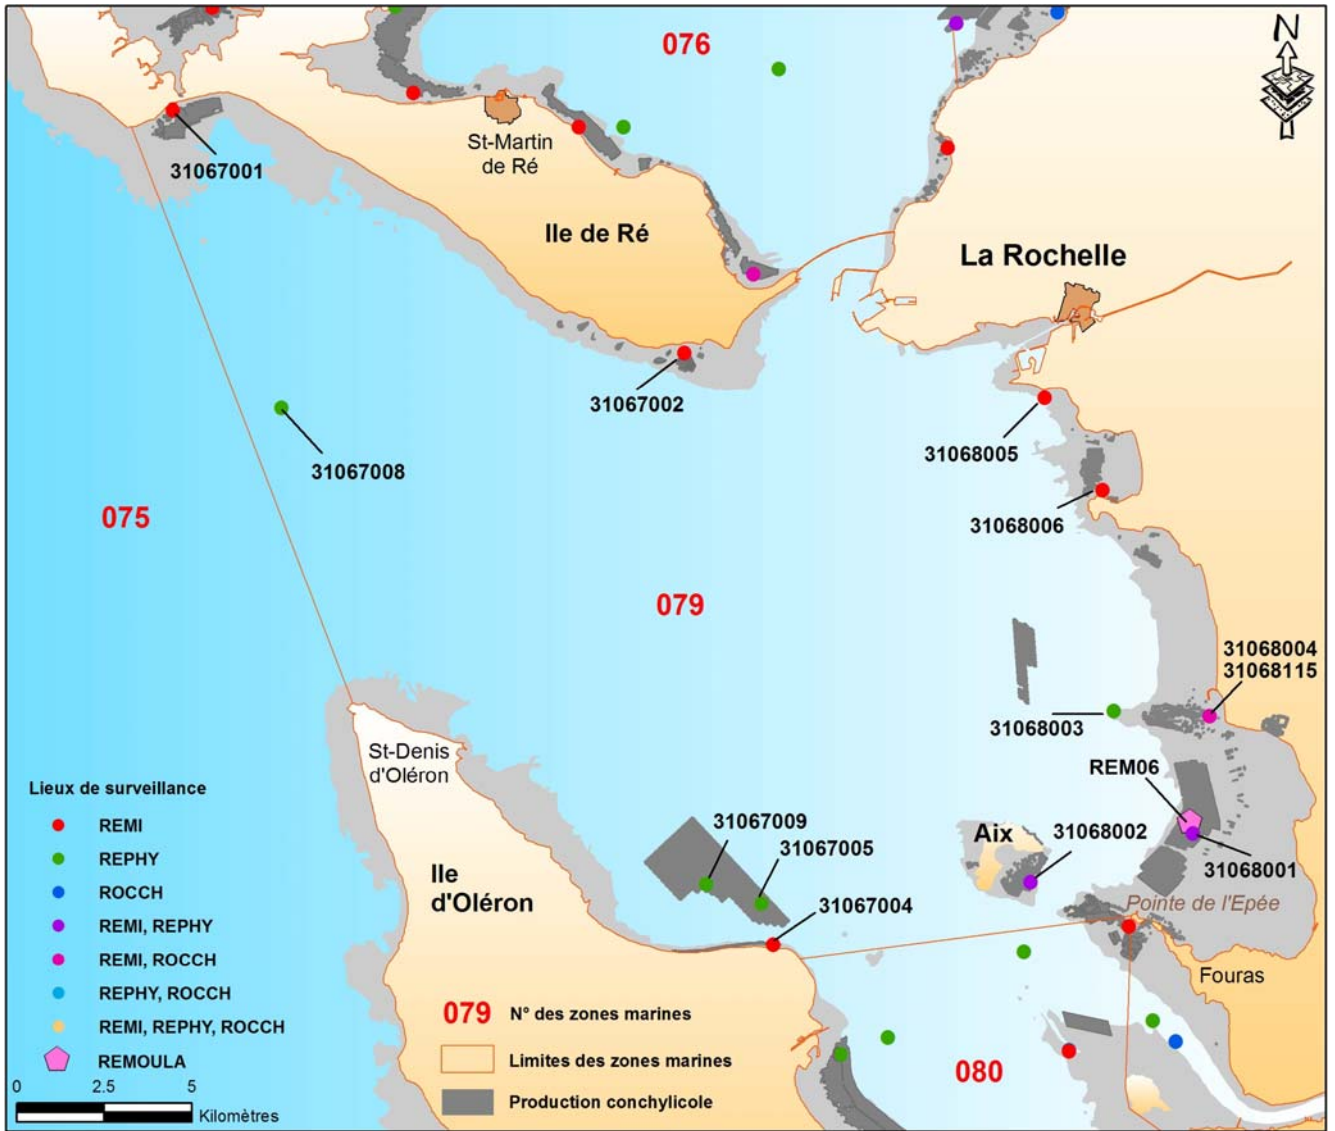 076
N
31067001
St-Martin
de Ré
Ile de Ré
La Rochelle
31067002
31067008
31068005
31068006
075
079
31068004
31068115
31068003
St-Denis
d'Oléron
REM06
Aix
31068002
31067009
31067005
31068001
Ile
d'Oléron
31067004
Pointe de l'Epée
Fouras
080
Lieux de surveillance
REMI
REPHY
ROCCH
REMI, REPHY
REMI, ROCCH
REPHY, ROCCH
REMI, REPHY, ROCCH
REMOULA
0 2.5 5
Kilomètres
079 N° des zones marines
Limites des zones marines
Production conchylicole